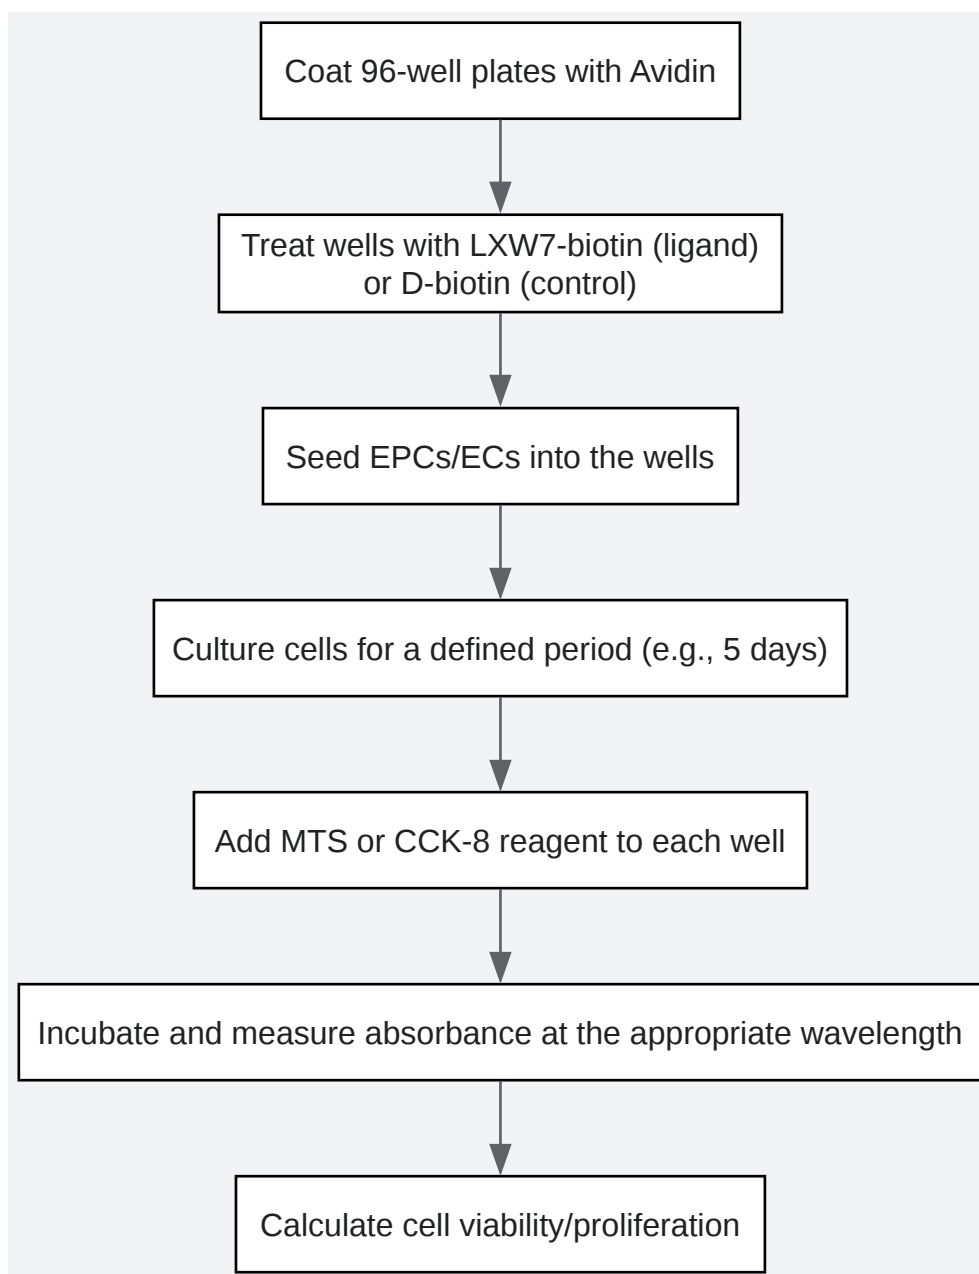 Coat 96-well plates with Avidin
Treat wells with LXW7-biotin (ligand)
or D-biotin (control)
Seed EPCs/ECs into the wells
Culture cells for a defined period (e.g., 5 days)
Add MTS or CCK-8 reagent to each well
Incubate and measure absorbance at the appropriate wavelength
Calculate cell viability/proliferation